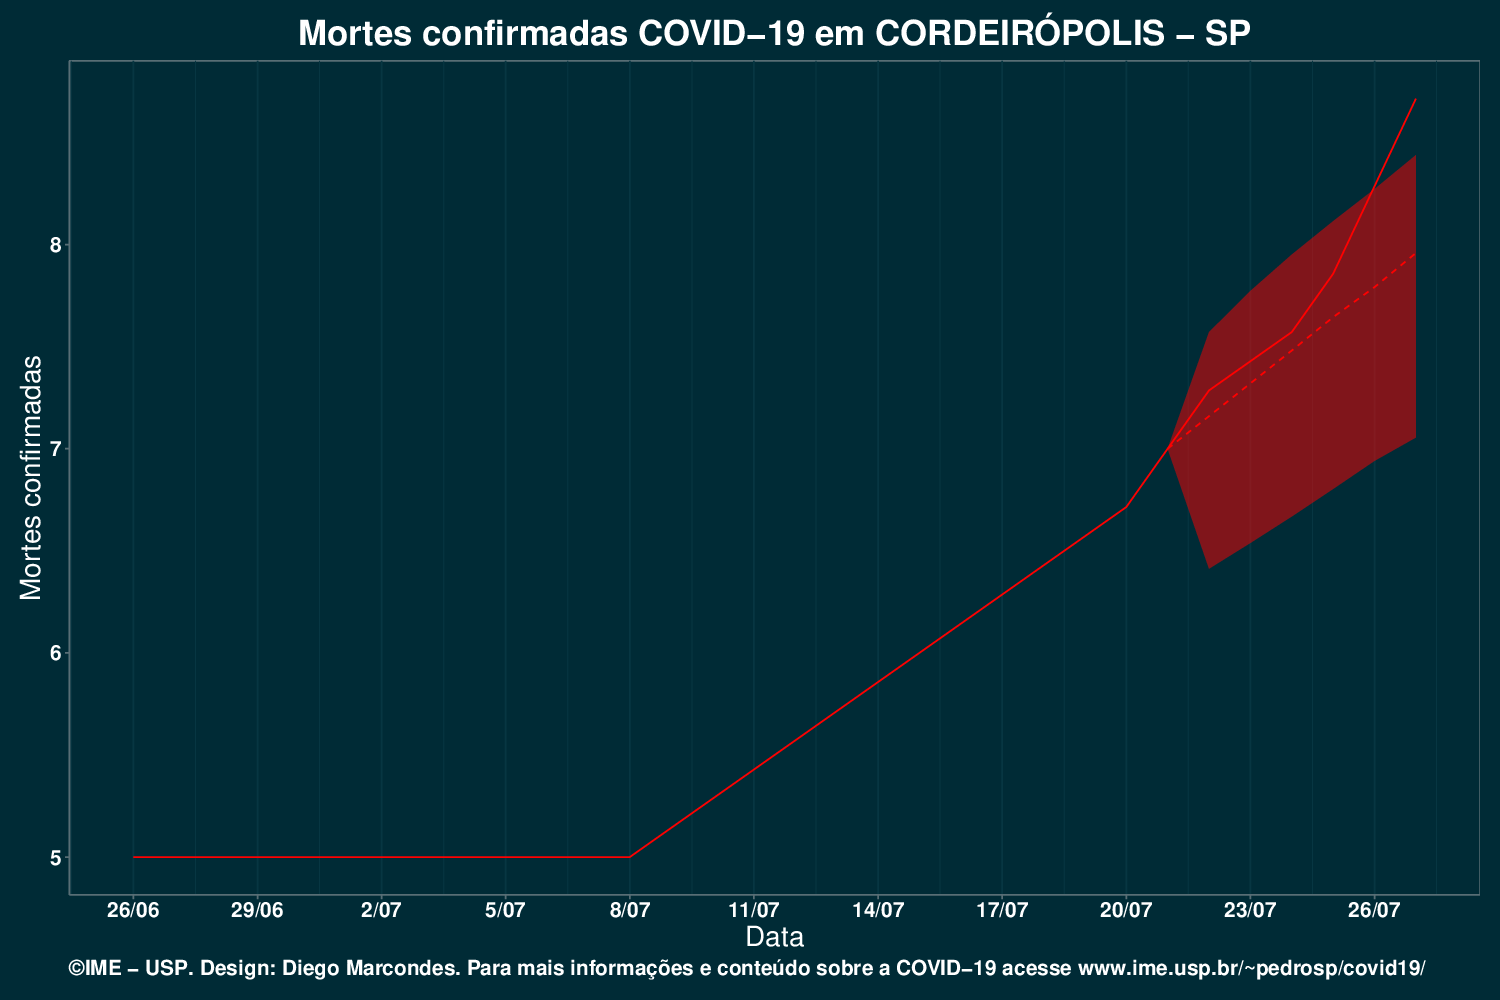 Mortes confirmadas COVID−19 em CORDEIRÓPOLIS − SP
Mortes confirmadas
8
7
6
5
26/06 29/06 2/07 5/07 8/07 11/07 14/07 17/07 20/07 23/07 26/07
Data
©IME − USP. Design: Diego Marcondes. Para mais informações e conteúdo sobre a COVID−19 acesse www.ime.usp.br/~pedrosp/covid19/